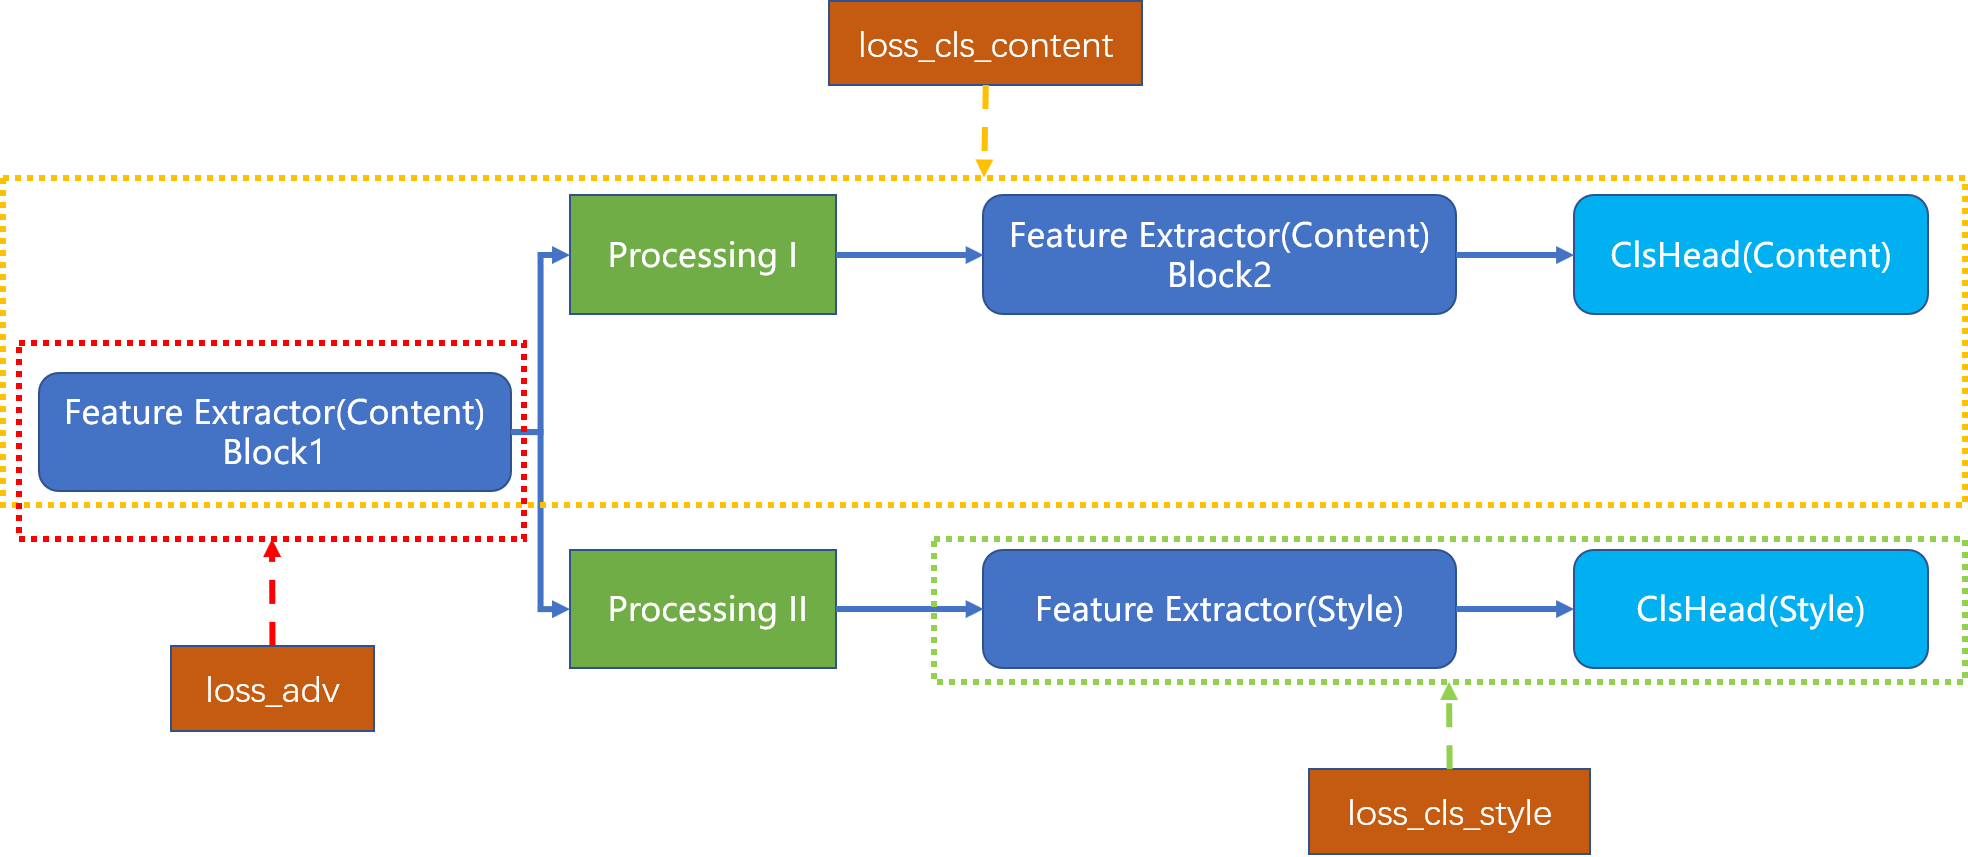 loss_cls_content
Processing I
Feature Extractor(Content)
Block2
ClsHead(Content)
Feature Extractor(Content)
Block1
Processing II
Feature Extractor(Style)
ClsHead(Style)
loss_adv
loss_cls_style